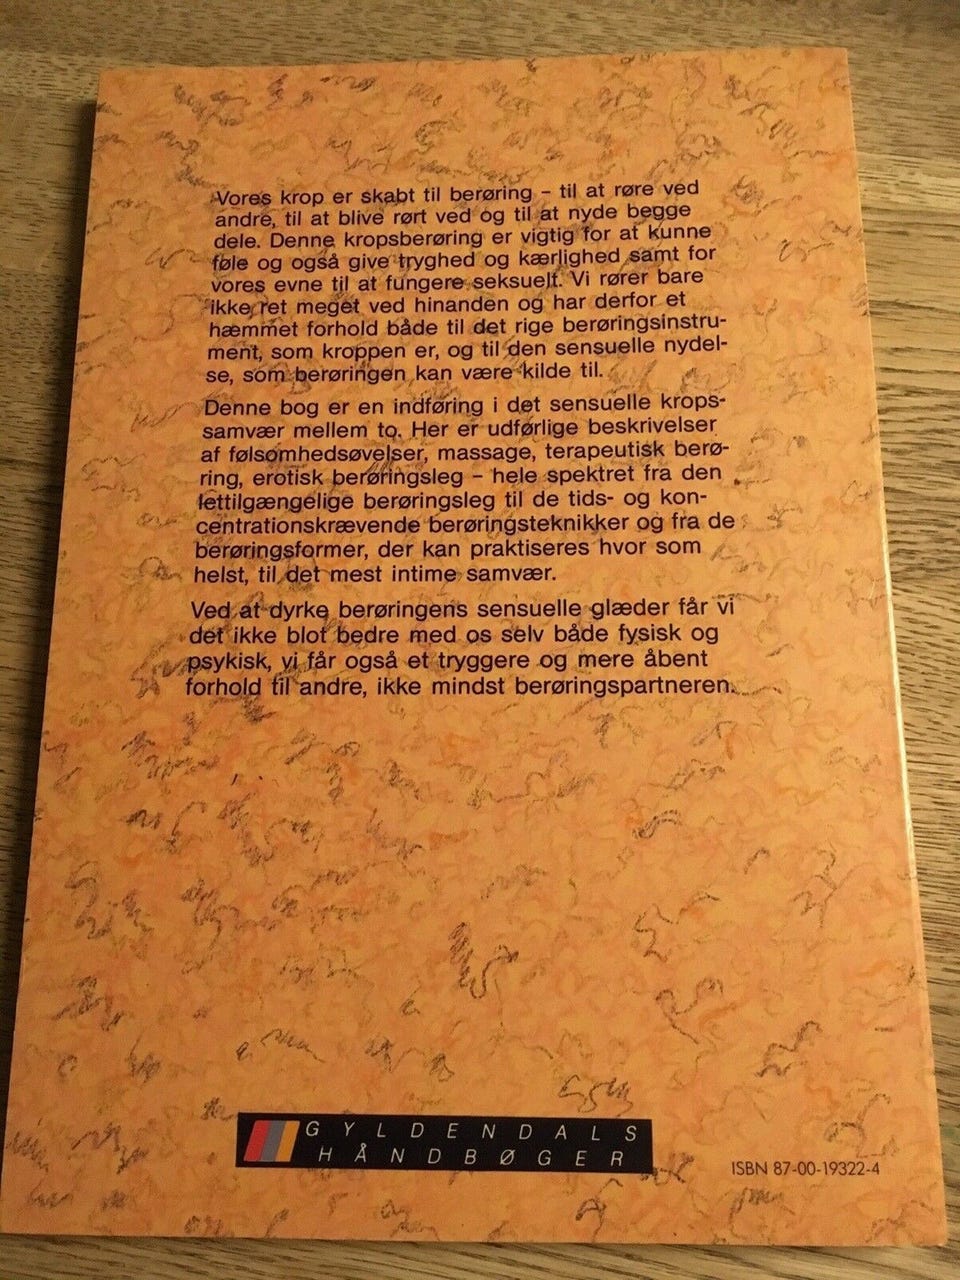 Vores krop er skabt til berøring – til at røre ved
andre, til at blive rørt ved og til at nyde begge
dele. Denne kropsberøring er vigtig for at kunne
føle og også give tryghed og kærlighed samt for
vores evne til at fungere seksuelt. Vi rører bare
ikke ret meget ved hinanden og har derfor et
hæmmet forhold både til det rige berøringsinstru-
ment, som kroppen er, og til den sensuelle nydel-
se, som berøringen kan være kilde til.
Denne bog er en indføring i det sensuelle krops-
samvær mellem to. Her er udførlige beskrivelser
af følsomhedsøvelser, massage, terapeutisk berø-
ring, erotisk berøringsleg – hele spektret fra den
lettilgængelige berøringsleg til de tids- og kon-
centrationskrævende berøringsteknikker og fra de
berøringsformer, der kan praktiseres hvor som
helst, til det mest intime samvær.
Ved at dyrke berøringens sensuelle glæder får vi
det ikke blot bedre med os selv både fysisk og
psykisk, vi får også et tryggere og mere åbent
forhold til andre, ikke mindst berøringspartneren.
GYLDENDALS
HÅNDBØGER
ISBN 87-00-19322-4